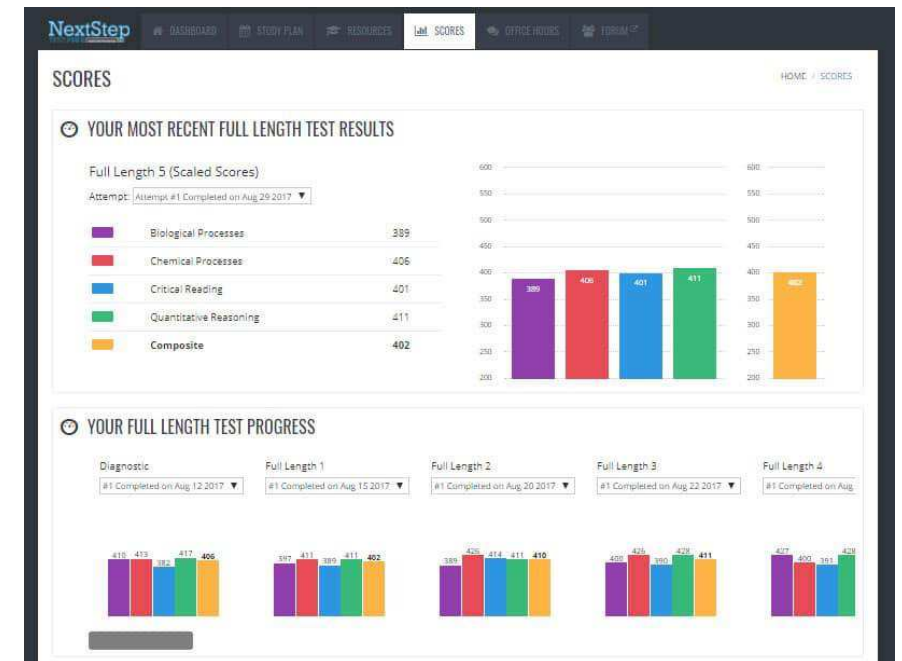 NextStep
DASHBOARD STUDY PLAN RESOURCES SCORES OFFICE HOURS FORUM
SCORES
HOME / SCORES
YOUR MOST RECENT FULL LENGTH TEST RESULTS
Full Length 5 (Scaled Scores)
Attempt: Attempt #1 Completed on Aug 29 2017
Biological Processes 389
Chemical Processes 406
Critical Reading 401
Quantitative Reasoning 411
Composite 402
600 600
550 550
500 500
450 450
400 400
350 350
300 300
250 250
200 200
389 406 401 411 402
YOUR FULL LENGTH TEST PROGRESS
Diagnostic Full Length 1 Full Length 2 Full Length 3 Full Length 4
#1 Completed on Aug 12 2017 #1 Completed on Aug 15 2017 #1 Completed on Aug 20 2017 #1 Completed on Aug 22 2017 #1 Completed on Aug
410 413 382 417 406 397 411 389 411 402 389 426 414 411 410 408 426 390 428 411 427 400 391 428